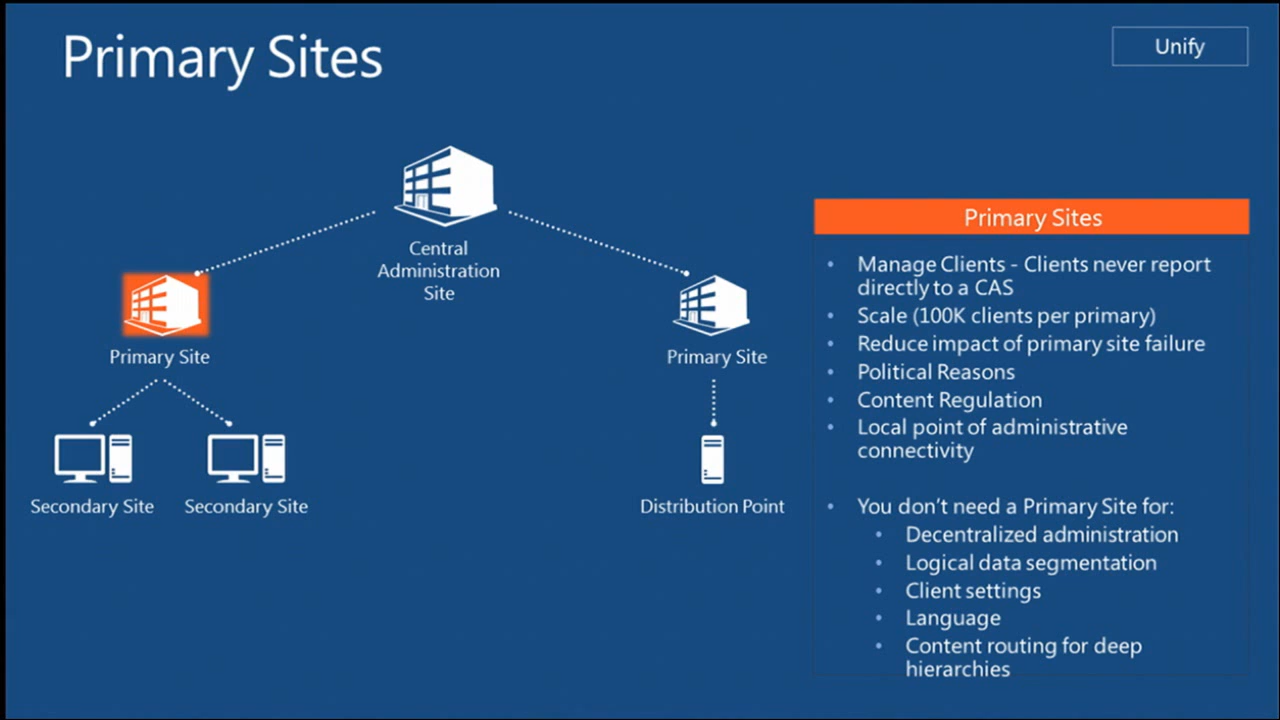 Primary Sites
Unify
Central
Administration
Site
Primary Site
Primary Site
Secondary Site
Secondary Site
Distribution Point
Primary Sites
• Manage Clients - Clients never report
directly to a CAS
• Scale (100K clients per primary)
• Reduce impact of primary site failure
• Political Reasons
• Content Regulation
• Local point of administrative
connectivity
• You don't need a Primary Site for:
• Decentralized administration
• Logical data segmentation
• Client settings
• Language
• Content routing for deep
hierarchies